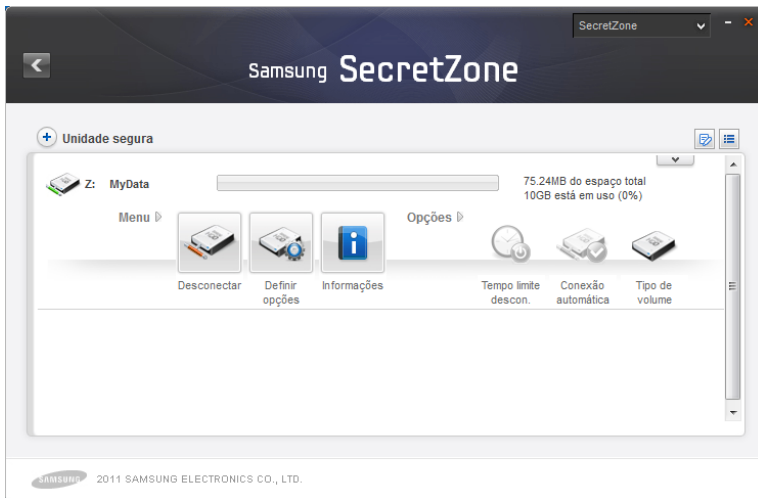 SecretZone
Samsung SecretZone
Unidade segura
Z: MyData
75.24MB do espaço total
10GB está em uso (0%)
Menu
Opções
Desconectar
Definir
opções
Informações
Tempo limite
descon.
Conexão
automática
Tipo de
volume
SAMSUNG
2011 SAMSUNG ELECTRONICS CO., LTD.